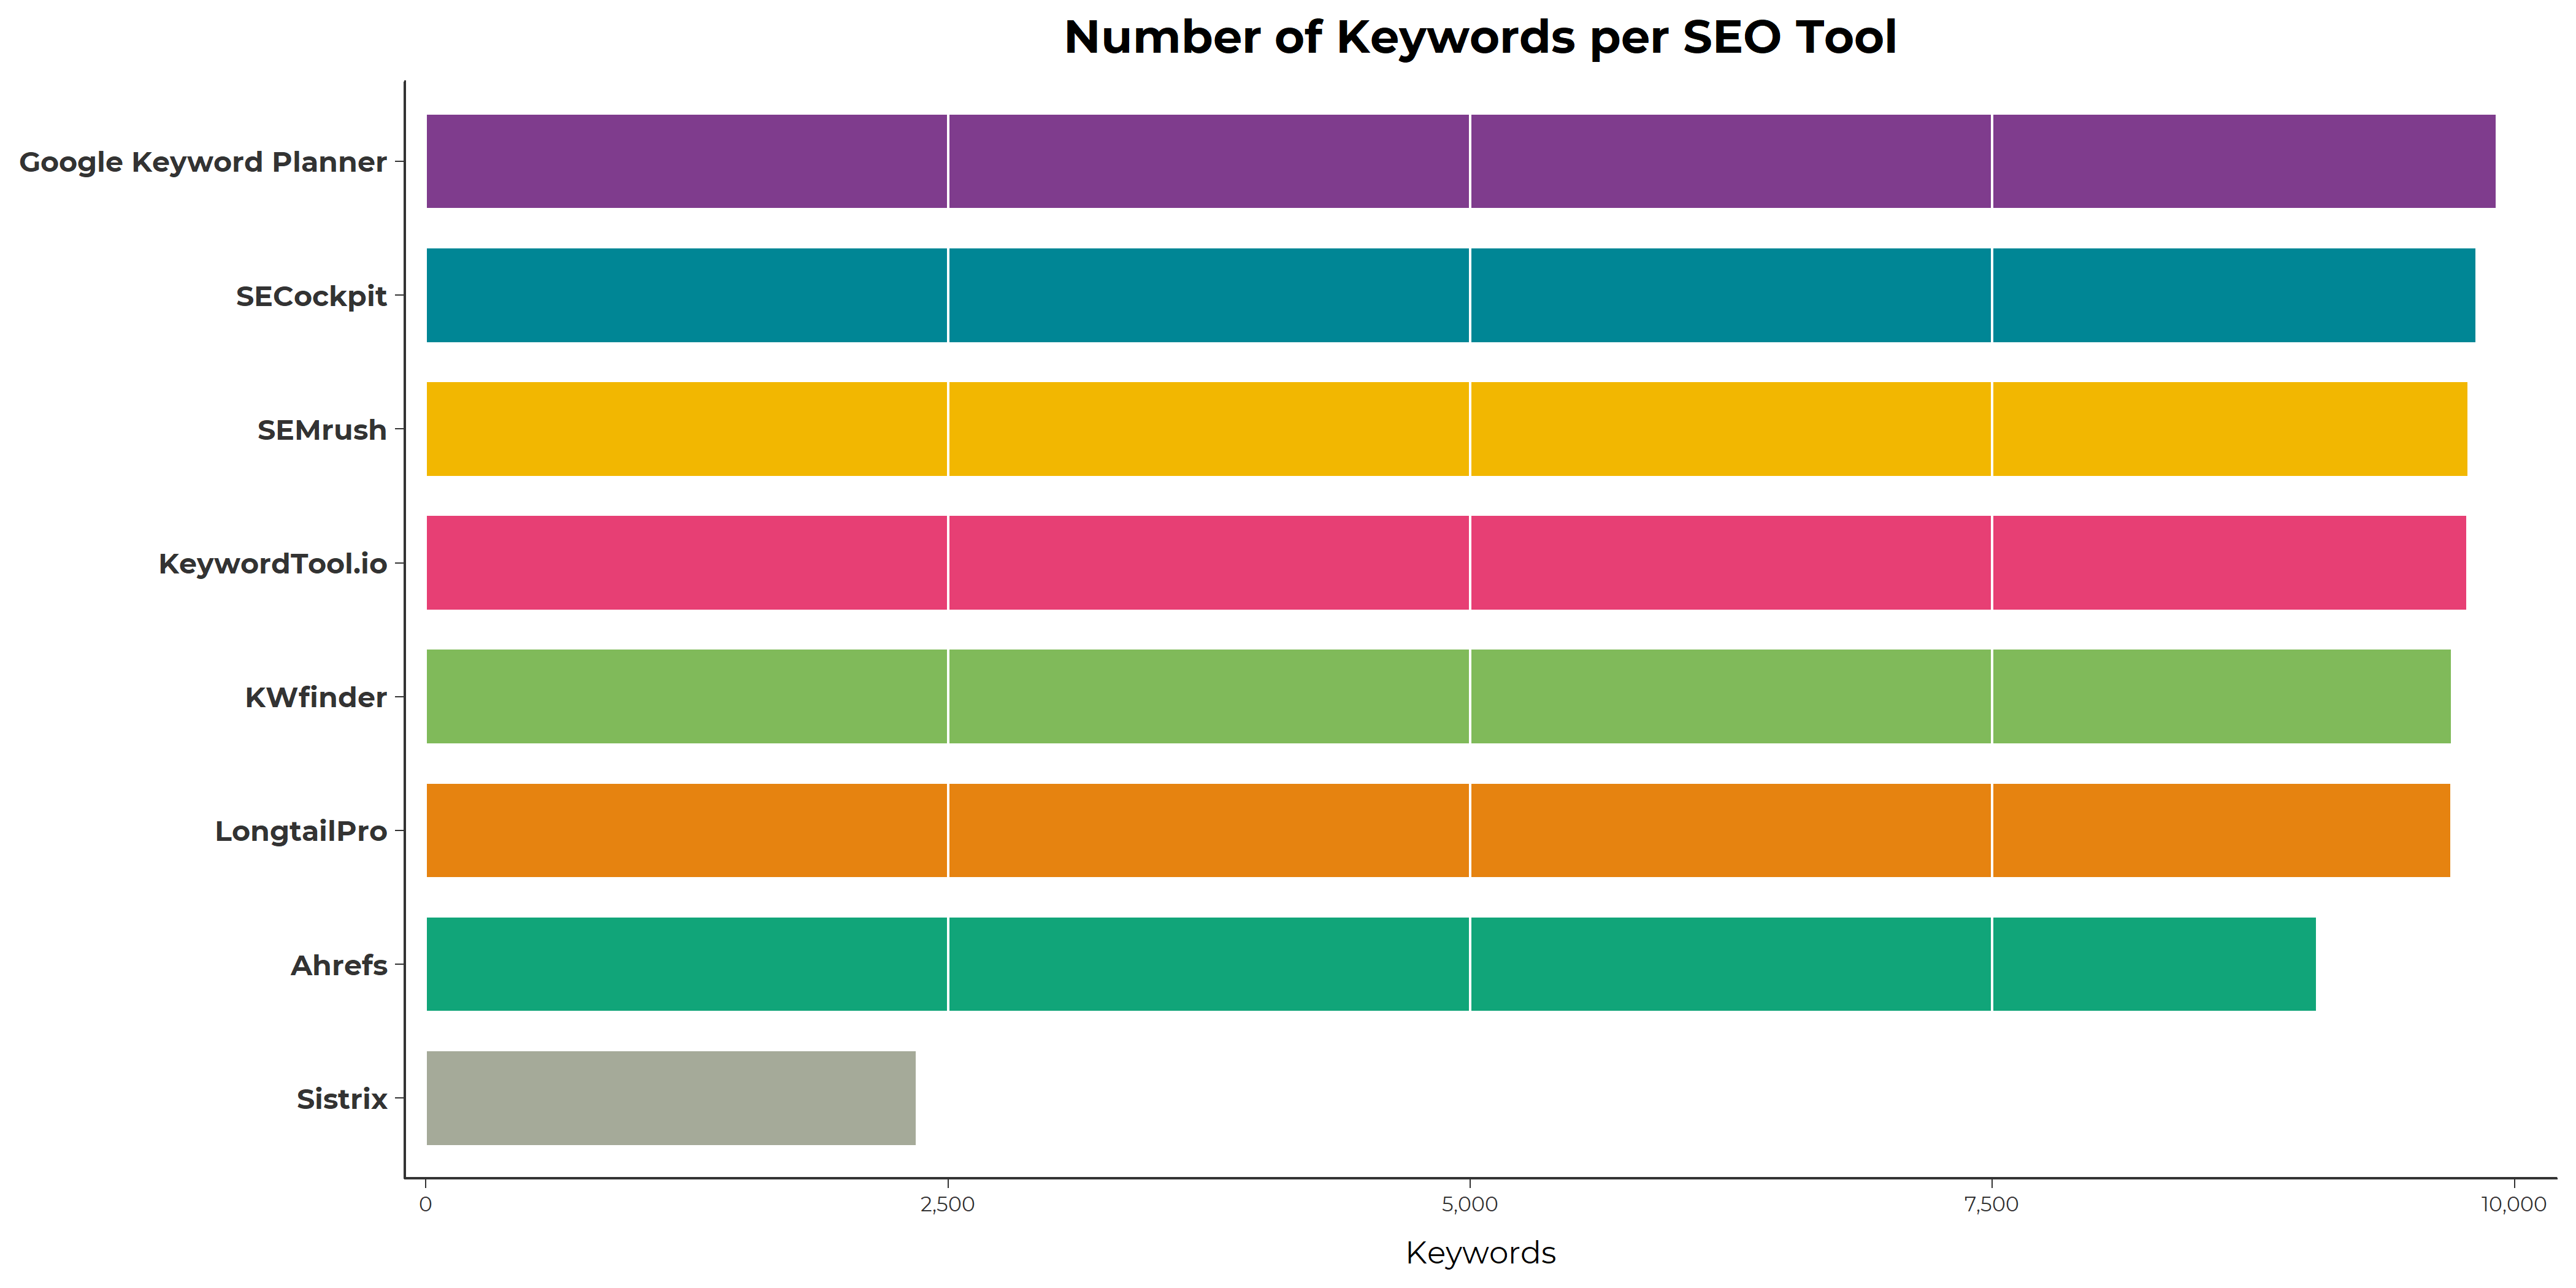 Number of Keywords per SEO Tool
Google Keyword Planner
SECockpit
SEMrush
KeywordTool.io
KWfinder
LongtailPro
Ahrefs
Sistrix
0 2,500 5,000 7,500 10,000
Keywords